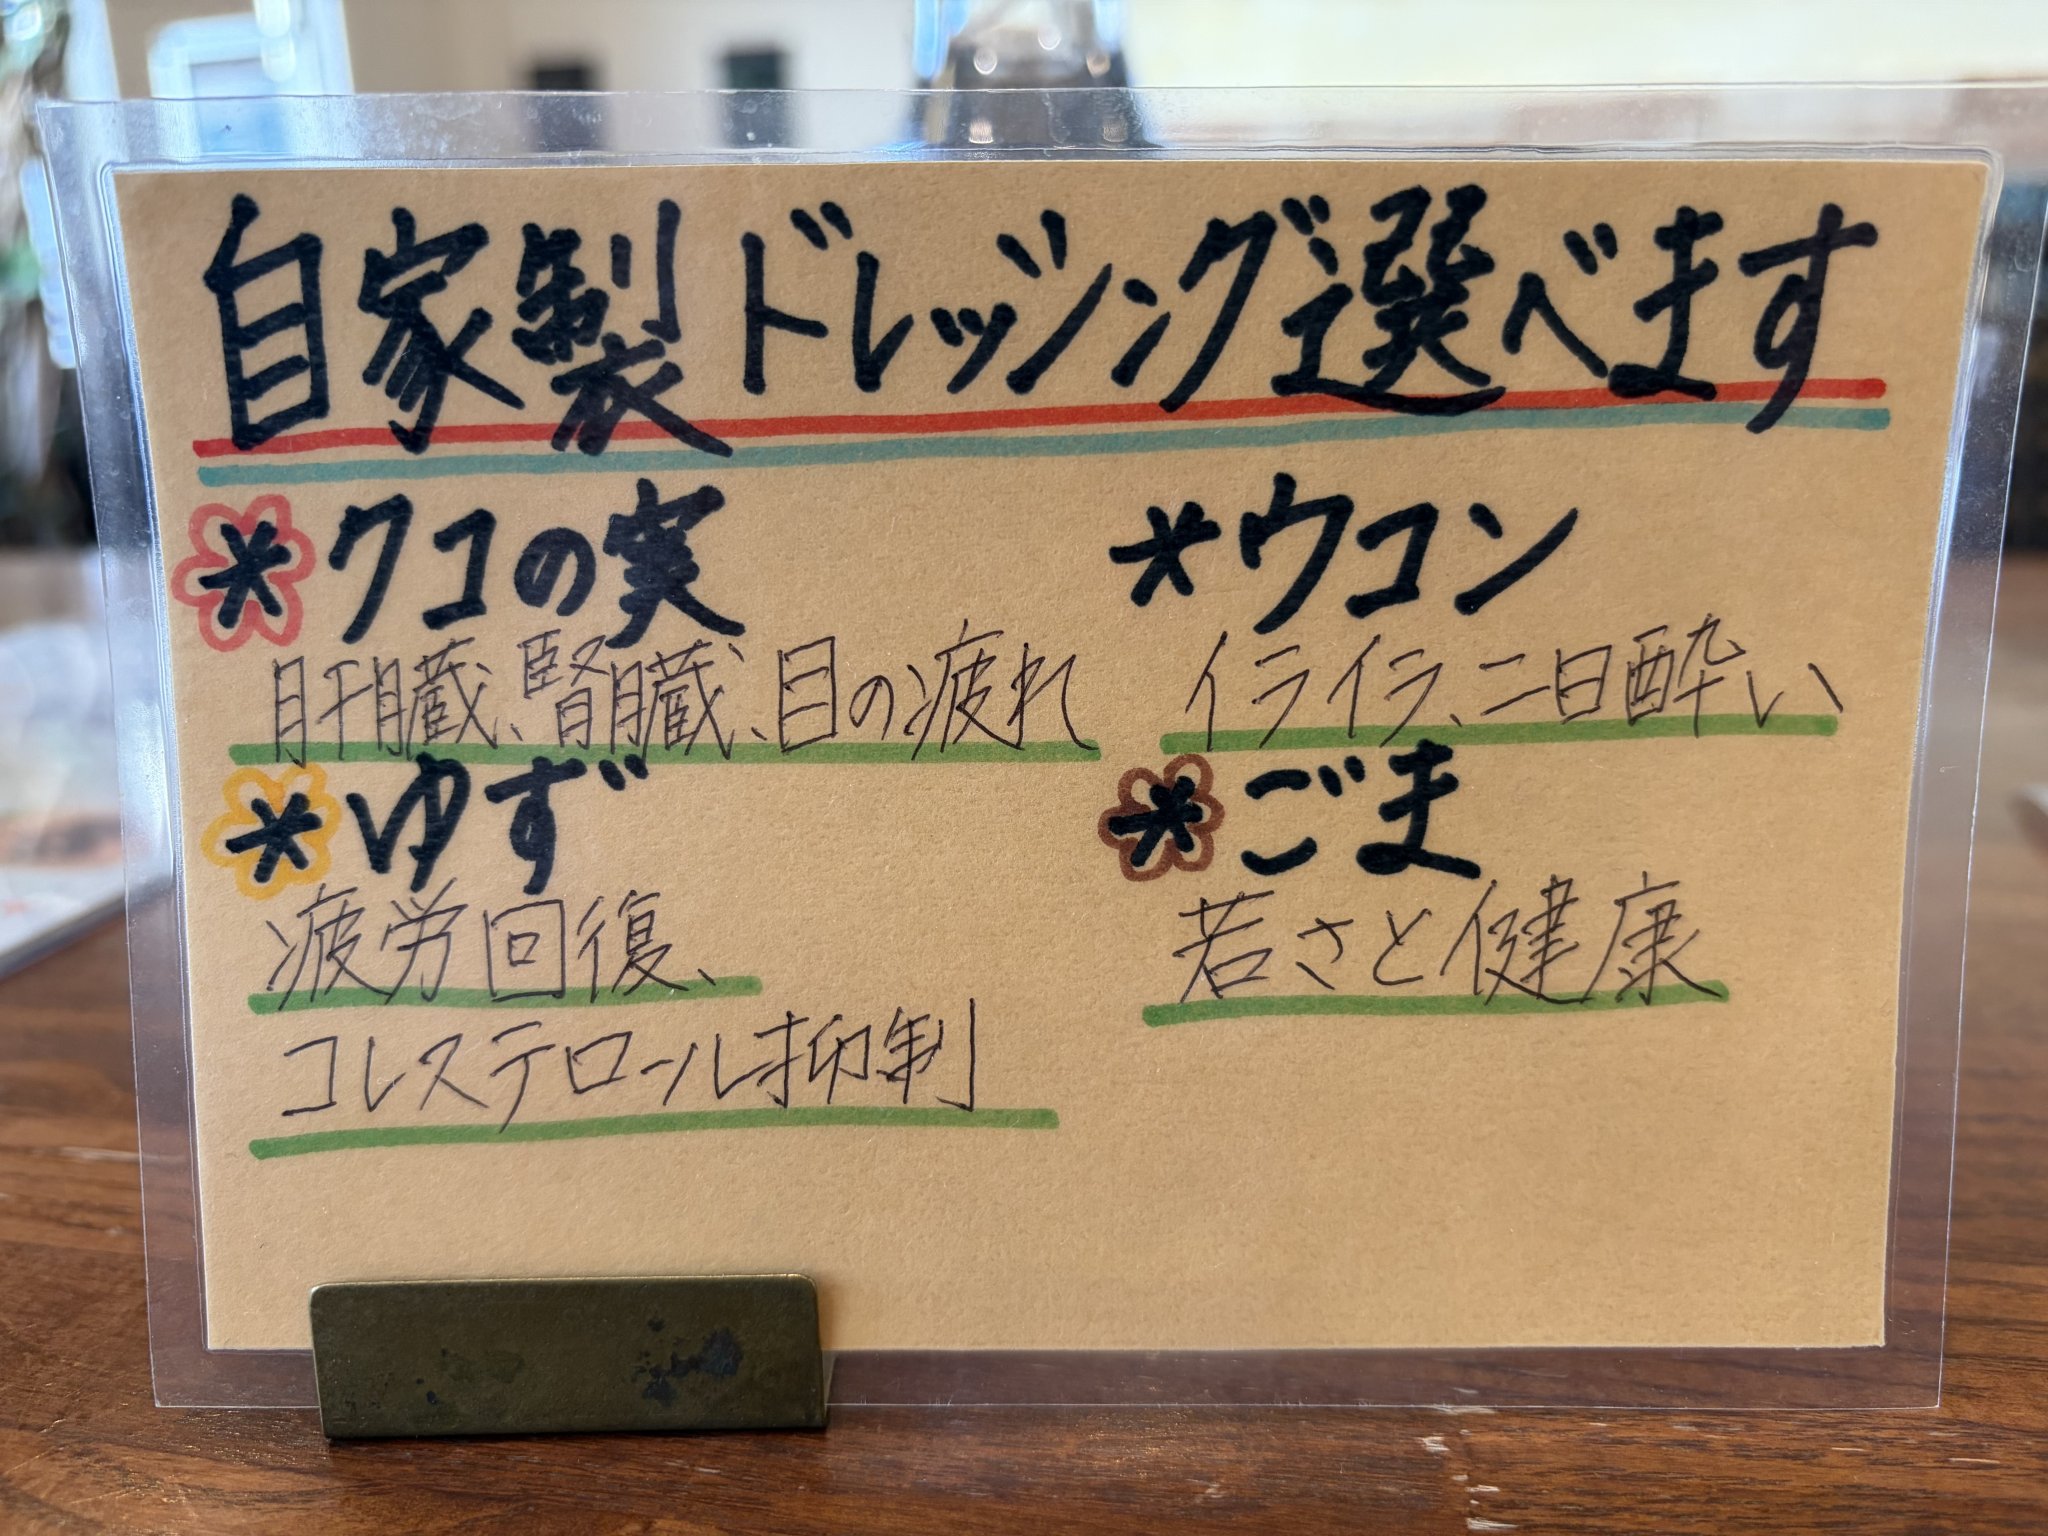 自家製ドレッシング選べます
*クコの実
肝臓、腎臓、目の疲れ
*ウコン
イライラ、二日酔い
*ゆず
疲労回復、
コレステロール抑制
*ごま
若さと健康